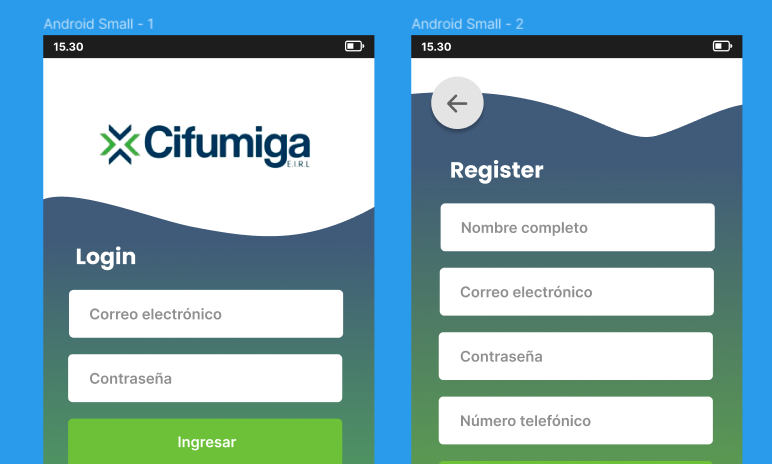 Android Small - 1
15.30
Cifumiga
E.I.R.L
Login
Correo electrónico
Contraseña
Ingresar
Android Small - 2
15.30
Register
Nombre completo
Correo electrónico
Contraseña
Número telefónico